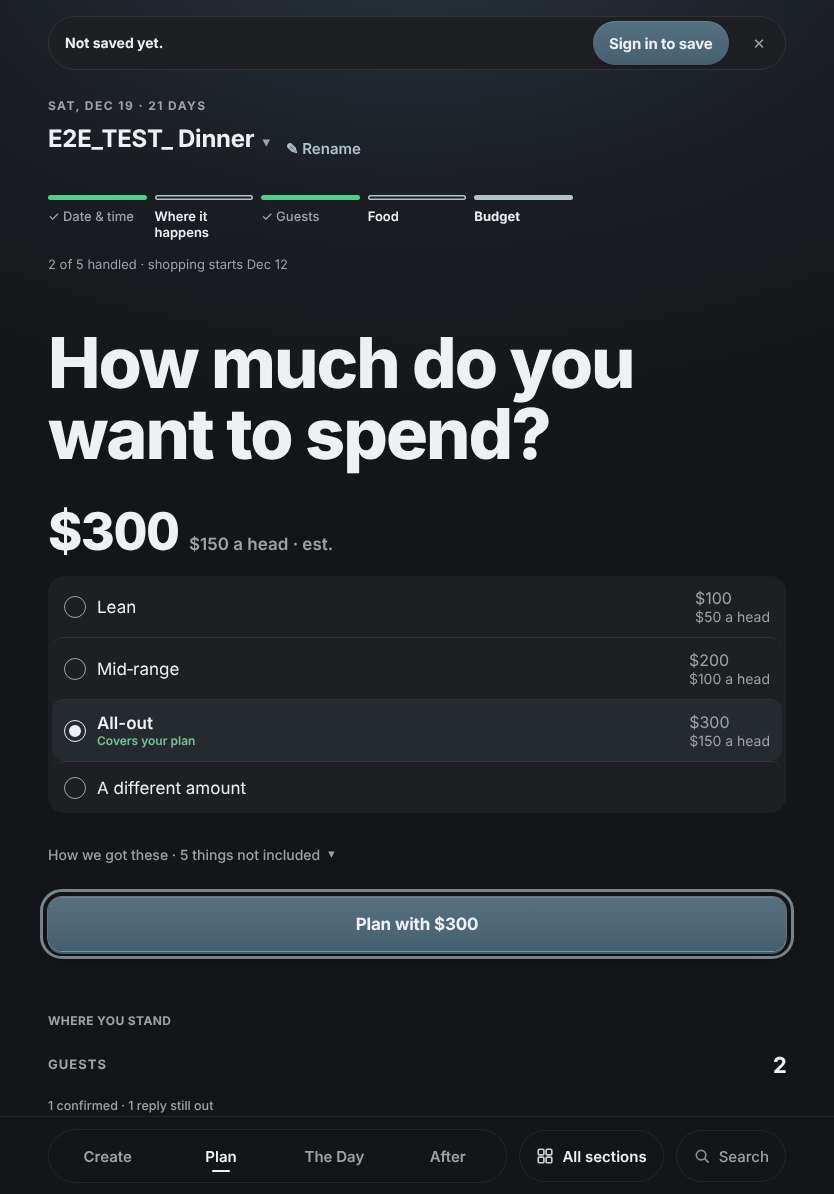 Not saved yet.
Sign in to save ×
SAT, DEC 19 · 21 DAYS
E2E_TEST_ Dinner ▾ ✎ Rename
✓ Date & time
Where it
happens
✓ Guests
Food
Budget
2 of 5 handled · shopping starts Dec 12
How much do you
want to spend?
$300 $150 a head · est.
Lean
$100
$50 a head
Mid-range
$200
$100 a head
All-out
Covers your plan
$300
$150 a head
A different amount
How we got these · 5 things not included ▾
Plan with $300
WHERE YOU STAND
GUESTS 2
1 confirmed · 1 reply still out
Create Plan The Day After All sections Search